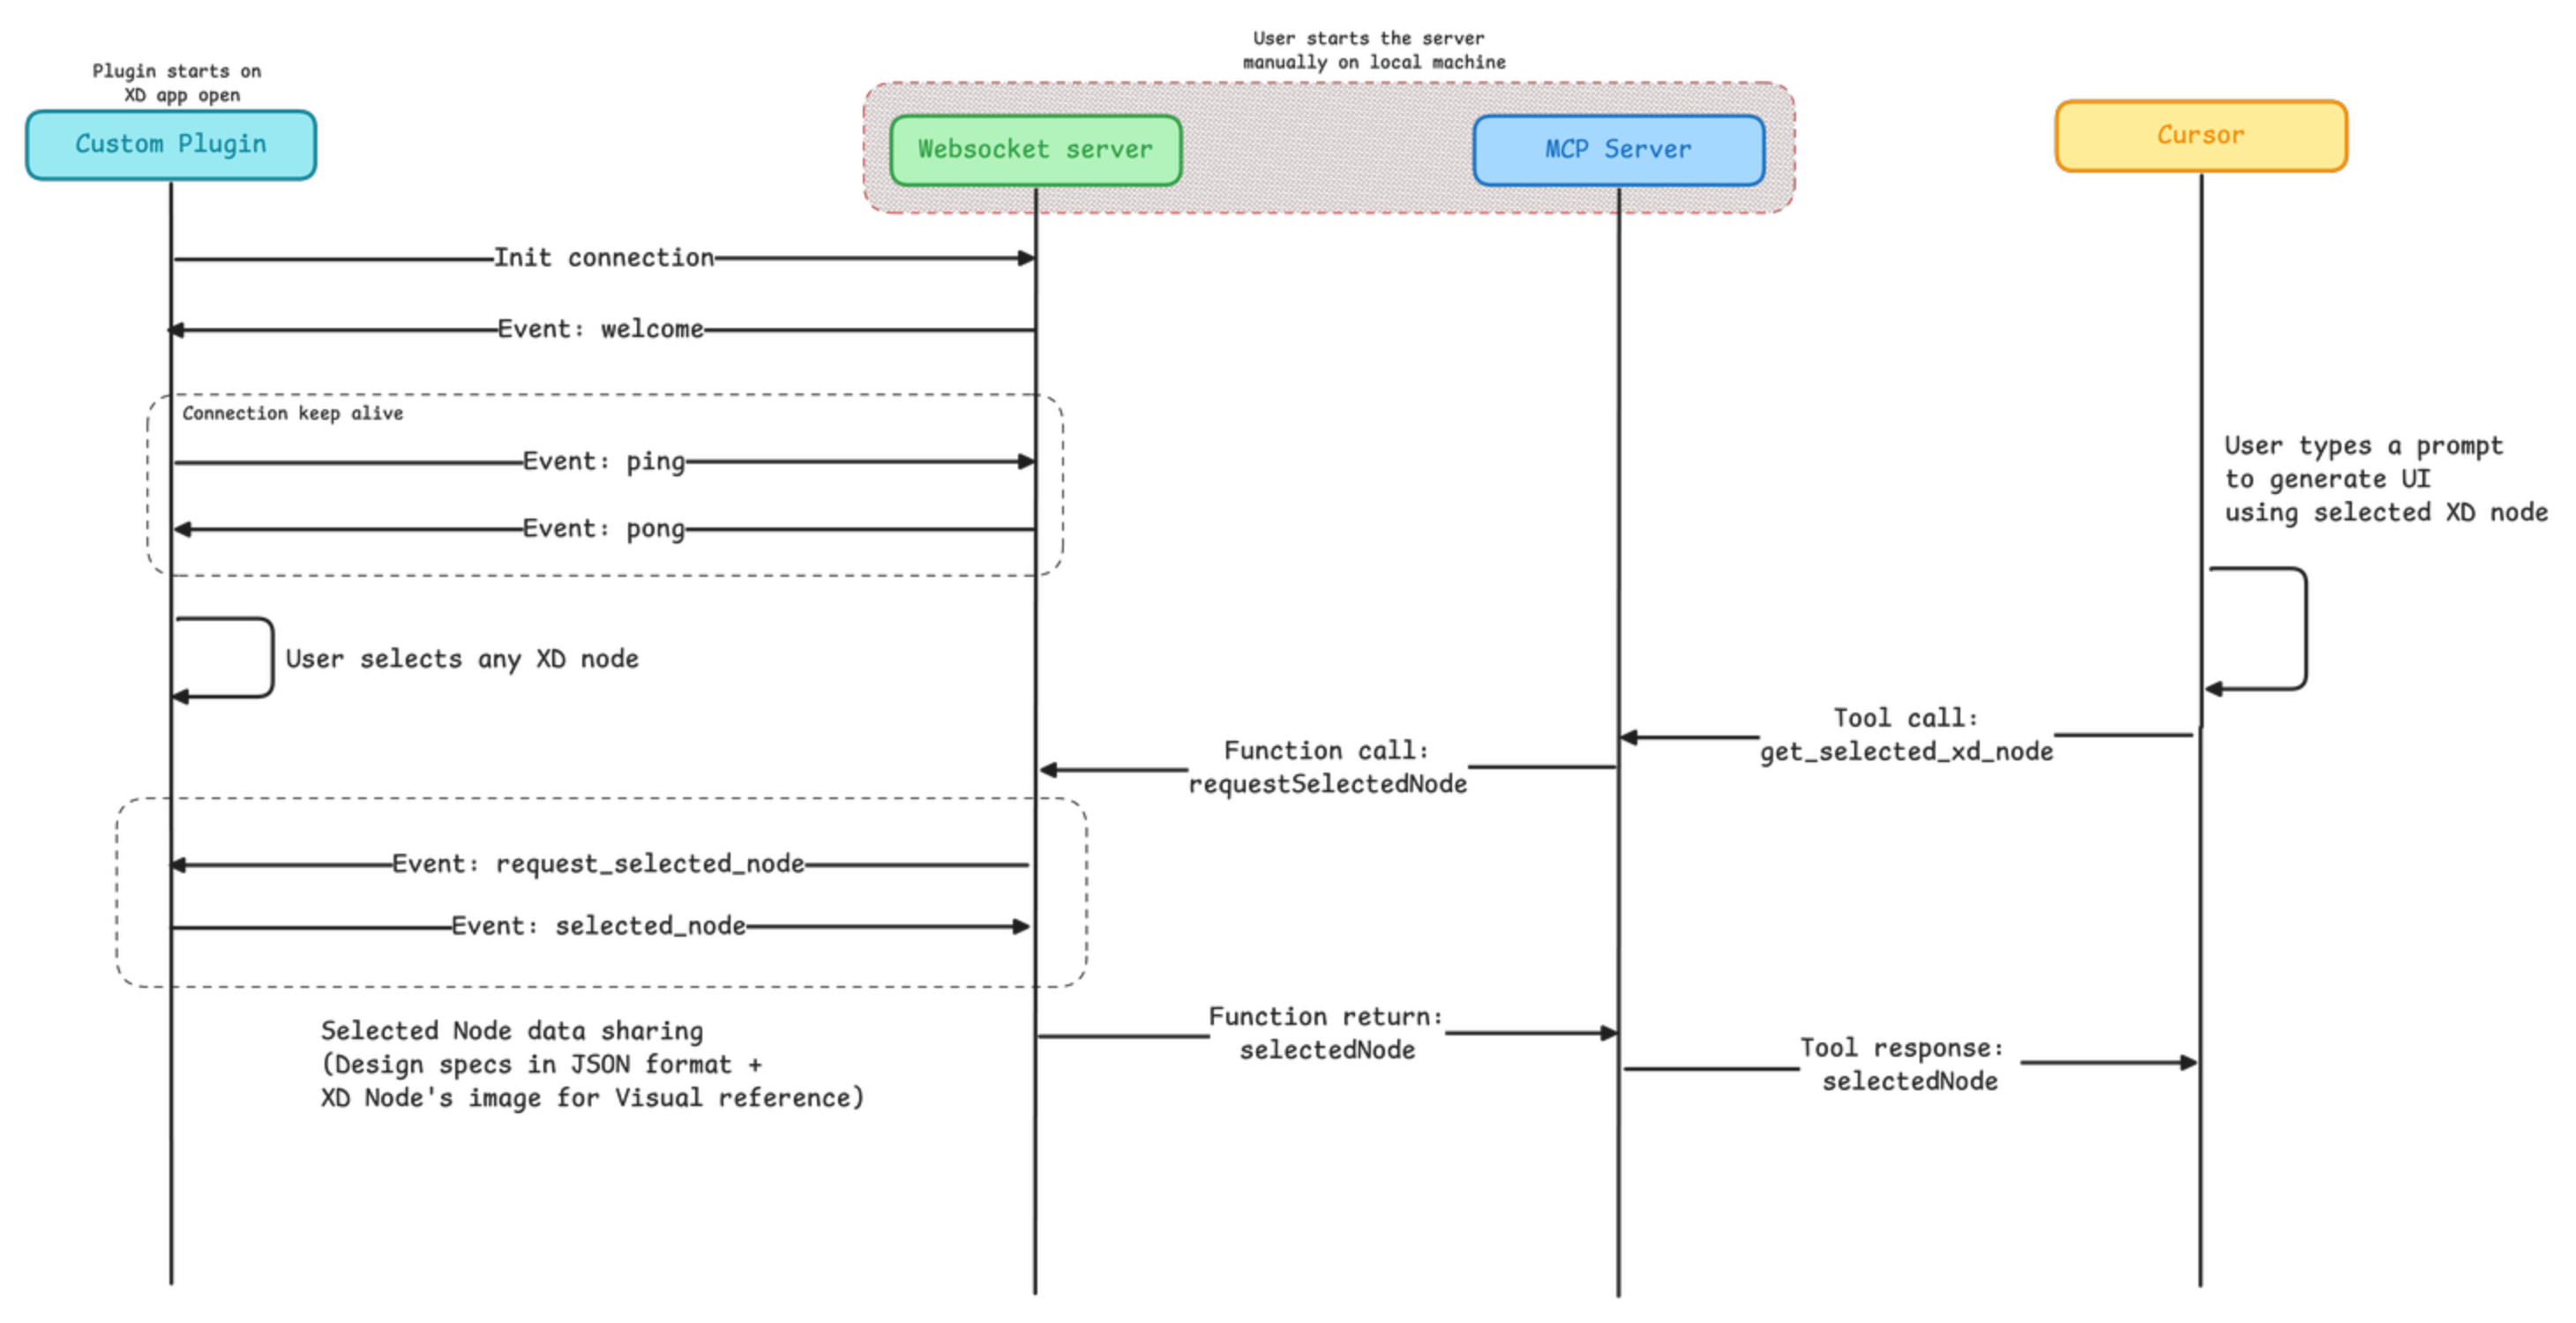 User starts the server
manually on local machine
Plugin starts on
XD app open
Custom Plugin
Websocket server
MCP Server
Cursor
Init connection
Event: welcome
Connection keep alive
Event: ping
Event: pong
User types a prompt
to generate UI
using selected XD node
User selects any XD node
Tool call:
get_selected_xd_node
Function call:
requestSelectedNode
Event: request_selected_node
Event: selected_node
Selected Node data sharing
(Design specs in JSON format +
XD Node's image for Visual reference)
Function return:
selectedNode
Tool response:
selectedNode